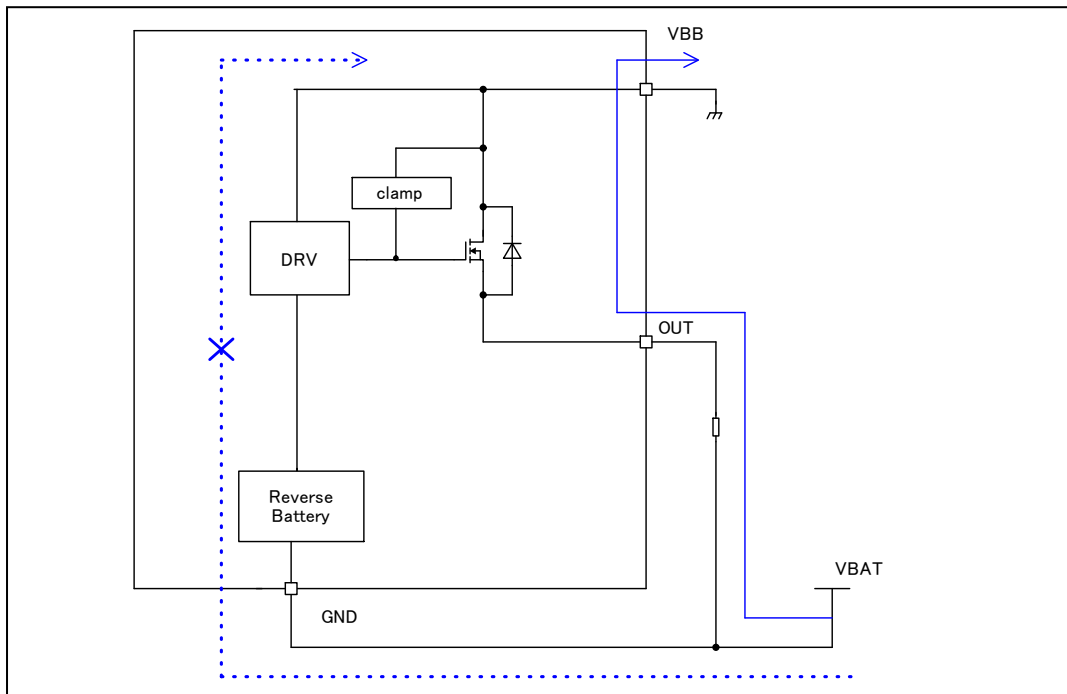 VBB
clamp
DRV
OUT
Reverse
Battery
VBAT
GND